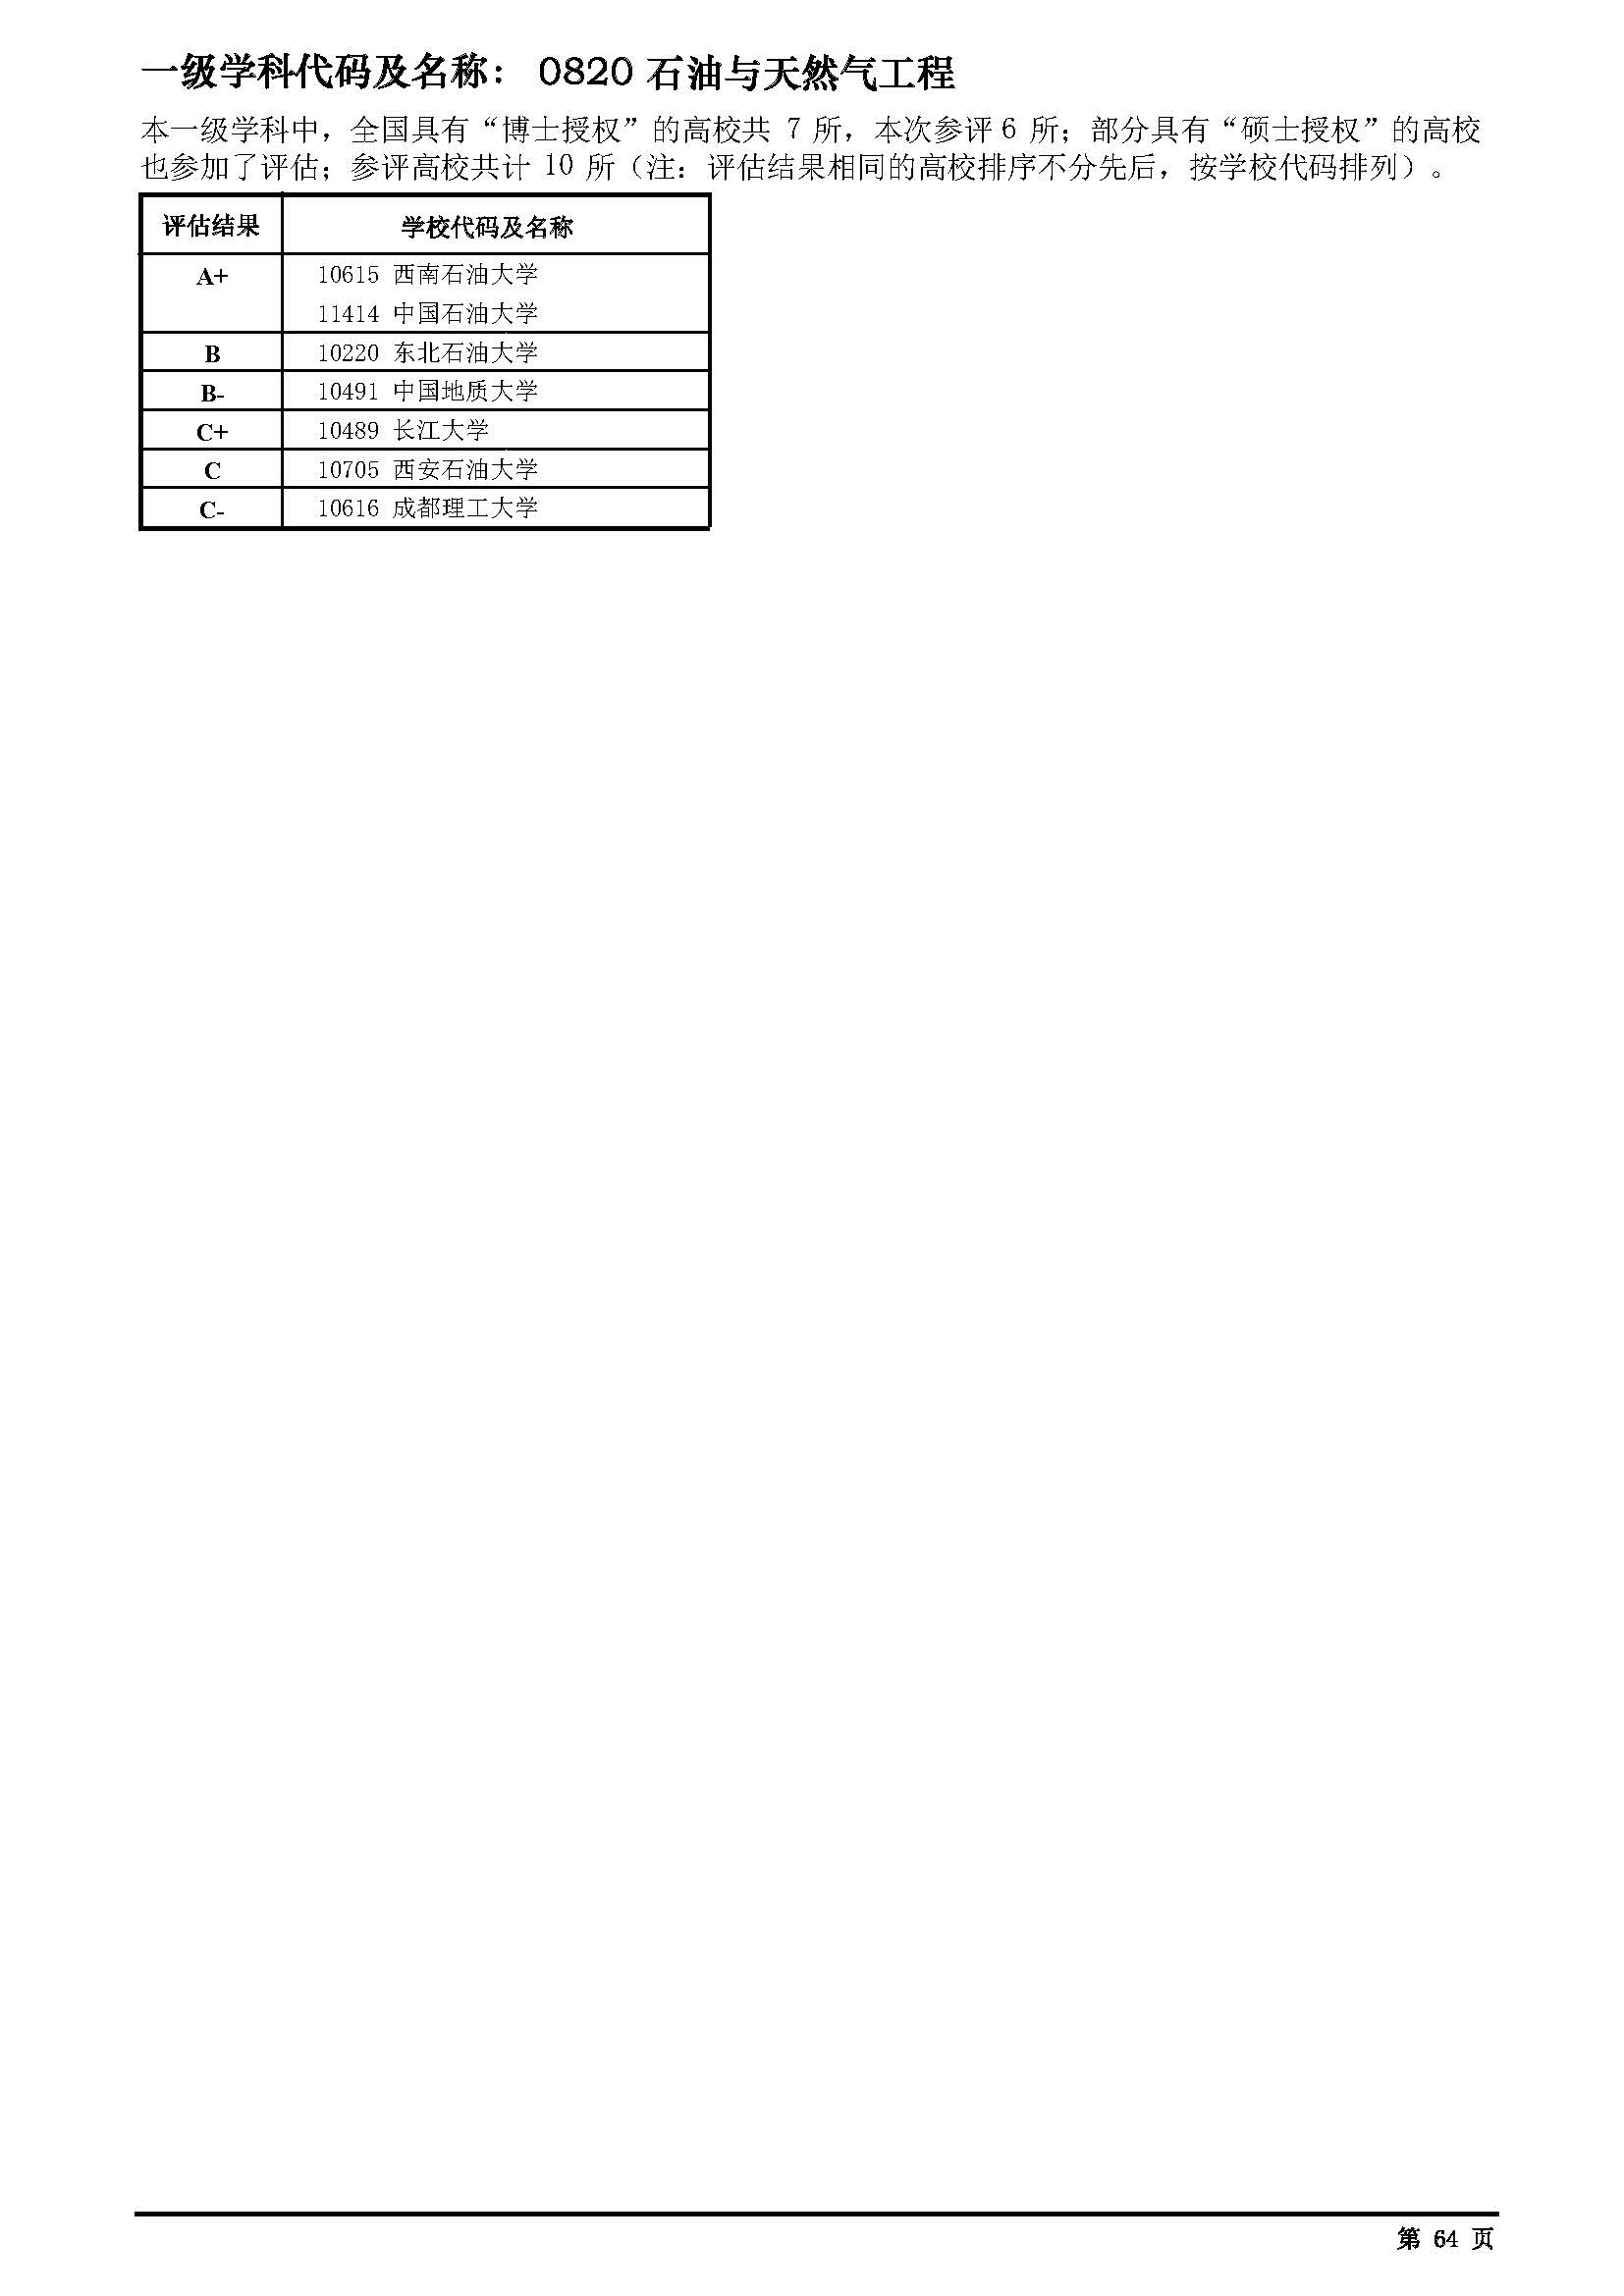 一级学科代码及名称： 0820 石油与天然气工程
本一级学科中，全国具有“博士授权”的高校共 7 所，本次参评 6 所；部分具有“硕士授权”的高校
也参加了评估；参评高校共计 10 所（注：评估结果相同的高校排序不分先后，按学校代码排列）。
评估结果 学校代码及名称
A+ 10615 西南石油大学
11414 中国石油大学
B 10220 东北石油大学
B- 10491 中国地质大学
C+ 10489 长江大学
C 10705 西安石油大学
C- 10616 成都理工大学
第 64 页